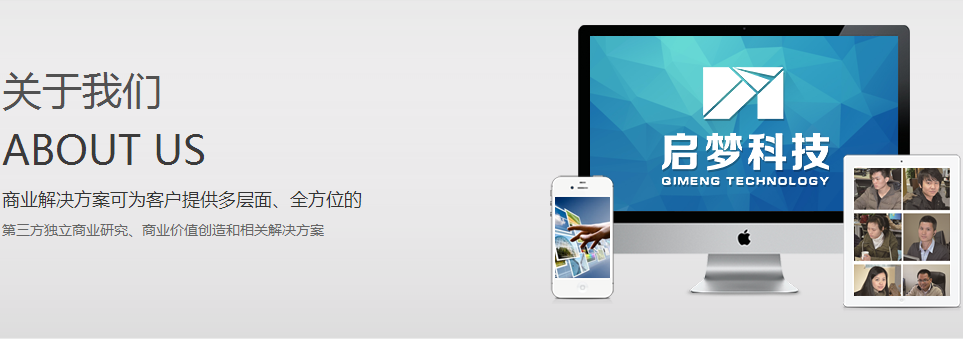 关于我们
ABOUT US
商业解决方案可为客户提供多层面、全方位的
第三方独立商业研究、商业价值创造和相关解决方案
启梦科技
QIMENG TECHNOLOGY